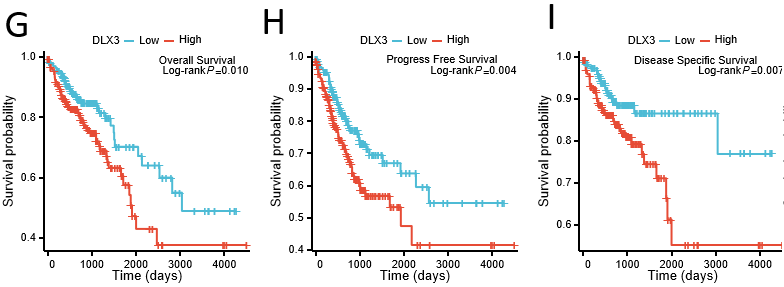 G
DLX3 Low High
Overall Survival
Log-rank P=0.010
Survival probability
1.0
0.8
0.6
0.4
0 1000 2000 3000 4000
Time (days)
H
DLX3 Low High
Progress Free Survival
Log-rank P=0.004
Survival probability
1.0
0.9
0.8
0.7
0.6
0.5
0.4
0 1000 2000 3000 4000
Time (days)
I
DLX3 Low High
Disease Specific Survival
Log-rank P=0.007
Survival probability
1.0
0.9
0.8
0.7
0.6
0 1000 2000 3000 4000
Time (days)